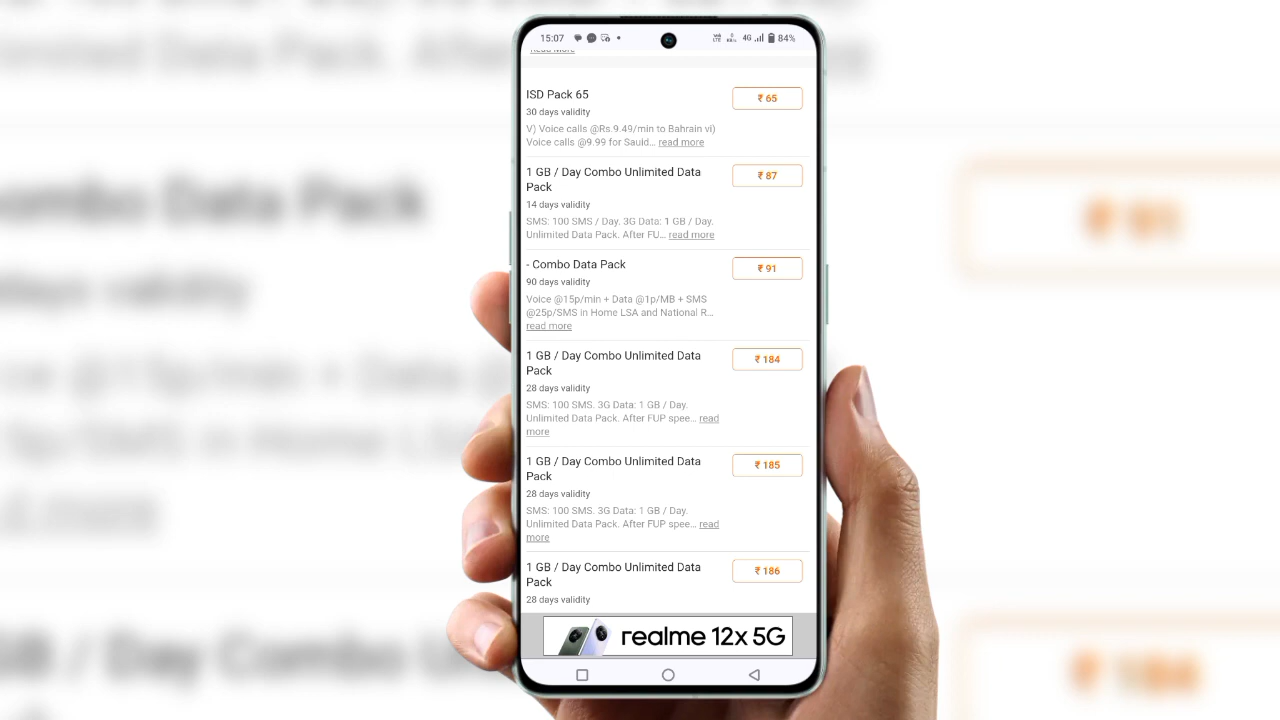 15:07
4G
84%
Read More
ISD Pack 65
₹ 65
30 days validity
V) Voice calls @Rs.9.49/min to Bahrain vi)
Voice calls @9.99 for Sauid... read more
1 GB / Day Combo Unlimited Data
Pack
₹ 87
14 days validity
SMS: 100 SMS / Day. 3G Data: 1 GB / Day.
Unlimited Data Pack. After FU... read more
- Combo Data Pack
₹ 91
90 days validity
Voice @15p/min + Data @1p/MB + SMS
@25p/SMS in Home LSA and National R...
read more
1 GB / Day Combo Unlimited Data
Pack
₹ 184
28 days validity
SMS: 100 SMS. 3G Data: 1 GB / Day.
Unlimited Data Pack. After FUP spee... read
more
1 GB / Day Combo Unlimited Data
Pack
₹ 185
28 days validity
SMS: 100 SMS. 3G Data: 1 GB / Day.
Unlimited Data Pack. After FUP spee... read
more
1 GB / Day Combo Unlimited Data
Pack
₹ 186
28 days validity
realme 12x 5G